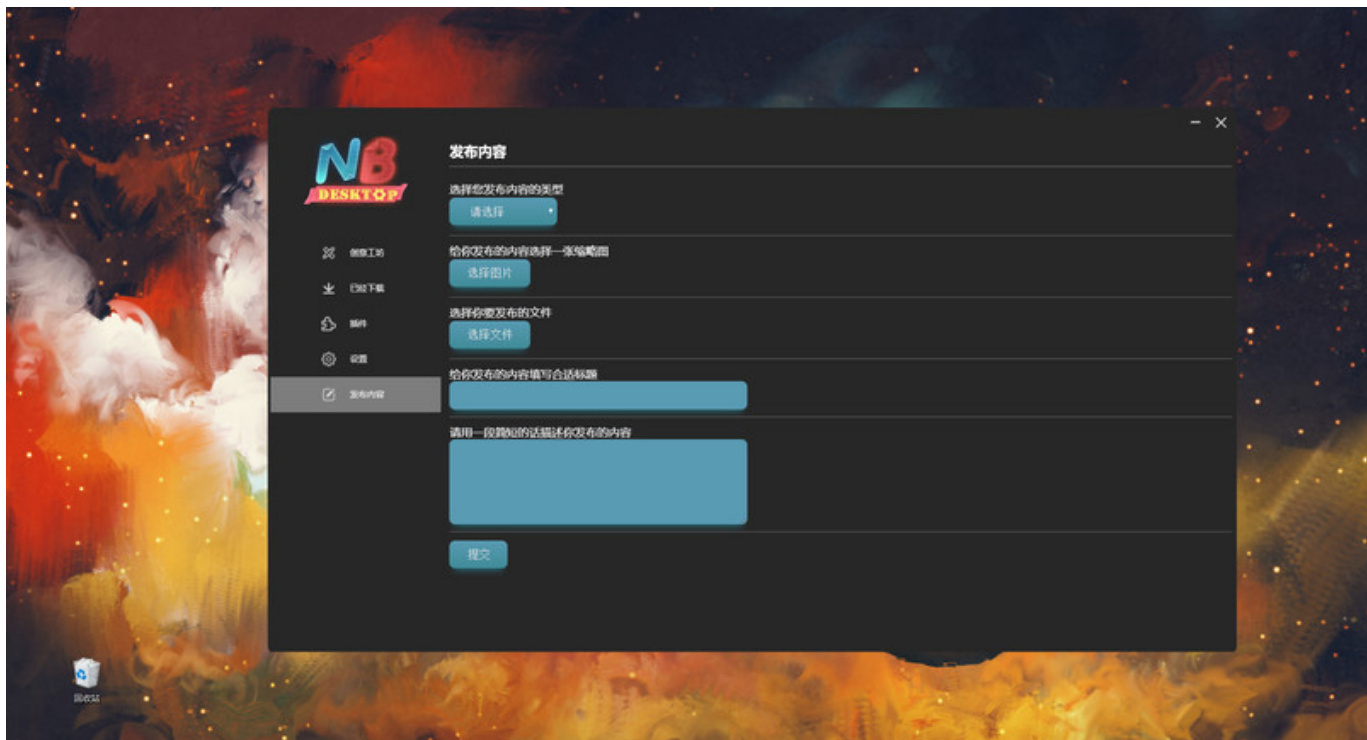 NB
DESKTOP
创意工坊
已经下载
插件
设置
发布内容
发布内容
选择您发布内容的类型
请选择
给你发布的内容选择一张缩略图
选择图片
选择你要发布的文件
选择文件
给你发布的内容填写合适标题
请用一段简短的话描述你发布的内容
提交
回收站